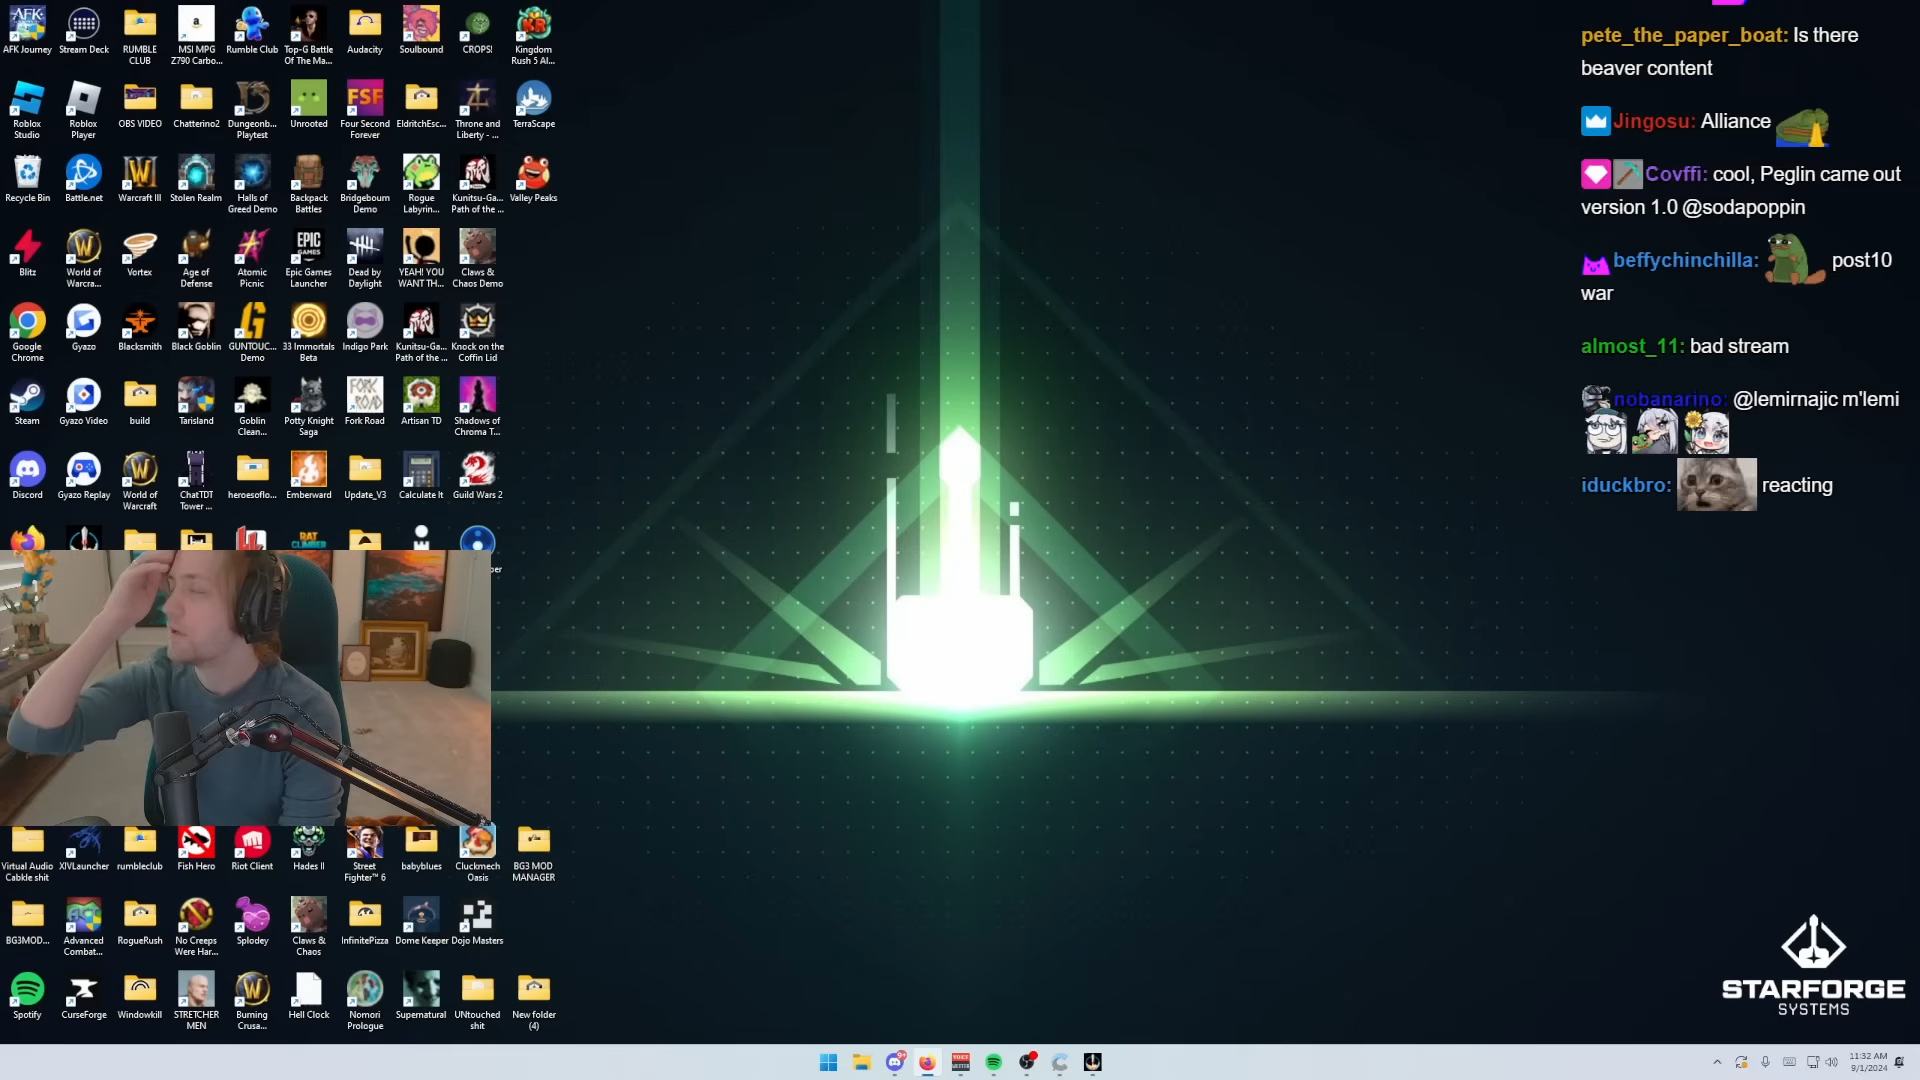 AFK Journey
Stream Deck
RUMBLE
CLUB
MSI MPG
Z790 Carbo...
Rumble Club
Top-G Battle
Of The Ma...
Audacity
Soulbound
CROPS!
Kingdom
Rush 5 Al...
Roblox
Studio
Roblox
Player
OBS VIDEO
Chatterino2
Dungeonb...
Playtest
Unrooted
FSF
Four Second
Forever
EldritchEsc...
Throne and
Liberty - ...
TerraScape
Recycle Bin
Battle.net
Warcraft III
Stolen Realm
Halls of
Greed Demo
Backpack
Battles
Bridgebourn
Demo
Rogue
Labyrin...
Kunitsu-Ga...
Path of the ...
Valley Peaks
Blitz
World of
Warcra...
Vortex
Age of
Defense
Atomic
Picnic
EPIC
GAMES
Epic Games
Launcher
Dead by
Daylight
YEAH! YOU
WANT TH...
Claws &
Chaos Demo
Google
Chrome
Gyazo
Blacksmith
Black Goblin
GUNTOUC...
Demo
33 Immortals
Beta
Indigo Park
Kunitsu-Ga...
Path of the ...
Knock on the
Coffin Lid
Steam
Gyazo Video
build
Tarisland
Goblin
Clean...
Potty Knight
Saga
FORK
ROAD
Fork Road
Artisan TD
Shadows of
Chroma T...
Discord
Gyazo Replay
World of
Warcraft
ChatTDT
Tower ...
heroesoflo...
Emberward
Update_V3
Calculate It
Guild Wars 2
RAT
CLIMBER
Virtual Audio
Cabkle shit
XIVLauncher
rumbleclub
Fish Hero
Riot Client
Hades II
Street
Fighter™ 6
babyblues
Cluckmech
Oasis
BG3 MOD
MANAGER
BG3MOD...
Advanced
Combat...
RogueRush
No Creeps
Were Har...
Splodey
Claws &
Chaos
InfinitePizza
Dome Keeper
Dojo Masters
Spotify
CurseForge
Windowkill
STRETCHER
MEN
Burning
Crusa...
Hell Clock
Nomori
Prologue
Supernatural
UNtouched
shit
New folder
(4)
pete_the_paper_boat: Is there
beaver content
Jingosu: Alliance
Covffi: cool, Peglin came out
version 1.0 @sodapoppin
beffychinchilla: post10
war
almost_11: bad stream
nobanarino: @lemirnajic m'lemi
iduckbro: reacting
STARFORGE
SYSTEMS
11:32 AM
9/1/2024